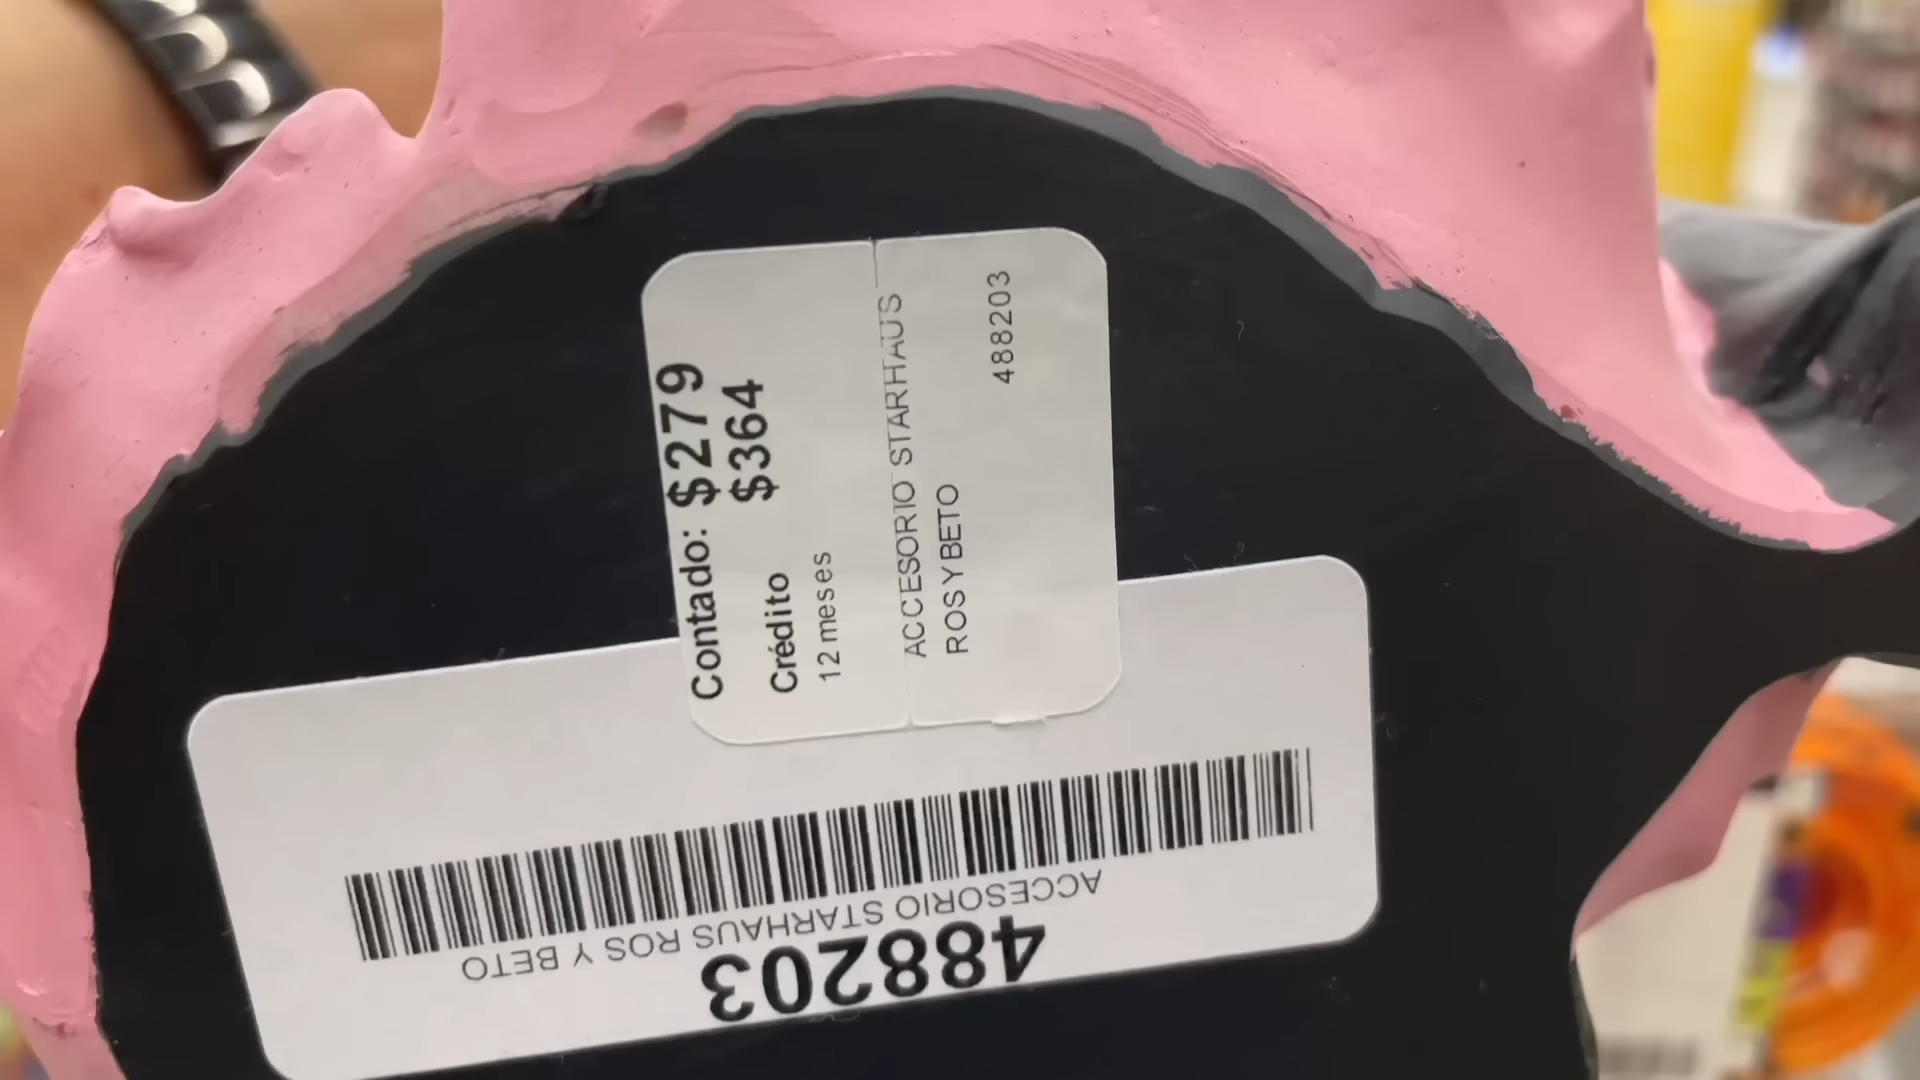 Contado: $279
Crédito $364
12 meses
ACCESORIO STARHAUS
ROS Y BETO
488203
ACCESORIO STARHAUS ROS Y BETO
488203